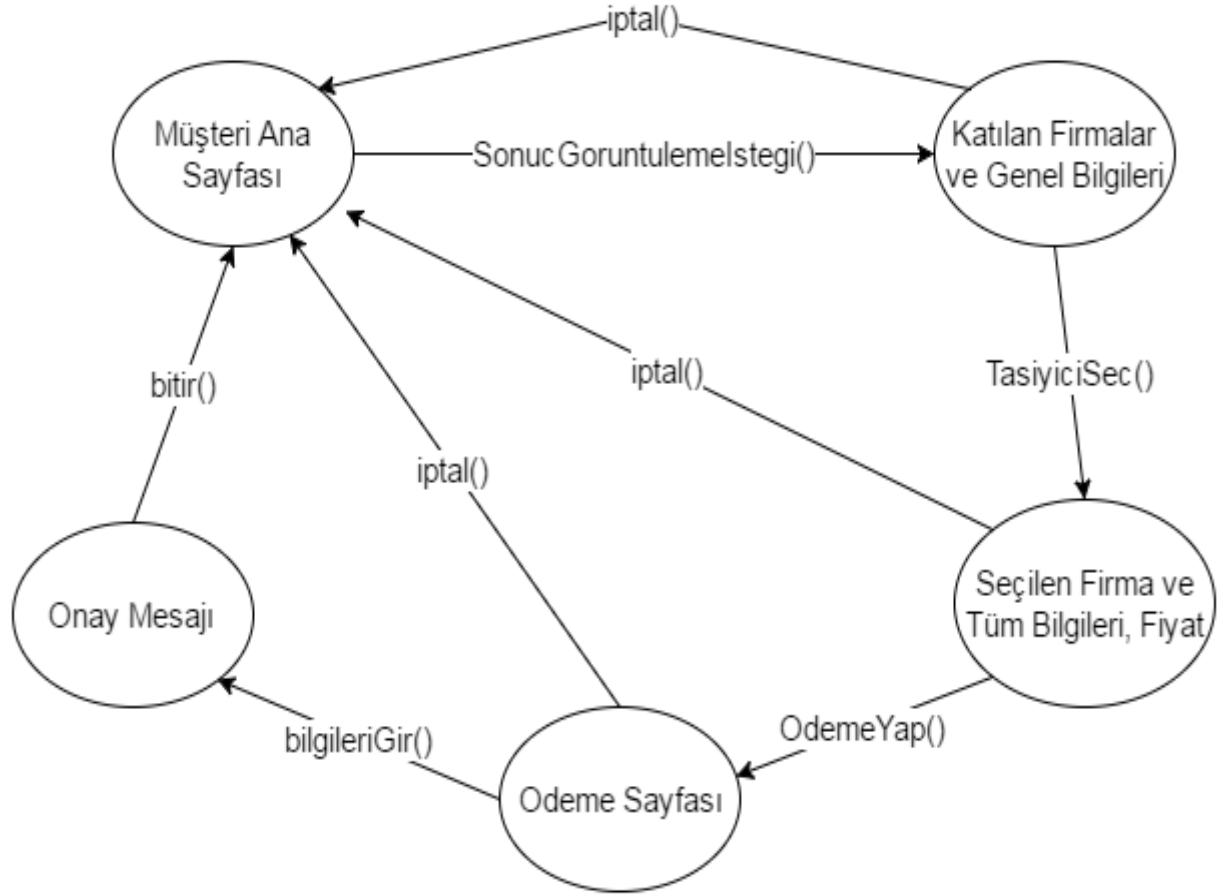 iptal()
Müşteri Ana
Sayfası
SonucGoruntulemeIstegi()
Katılan Firmalar
ve Genel Bilgileri
iptal()
TasiyiciSec()
bitir()
iptal()
Seçilen Firma ve
Tüm Bilgileri, Fiyat
Onay Mesajı
OdemeYap()
bilgileriGir()
Odeme Sayfası